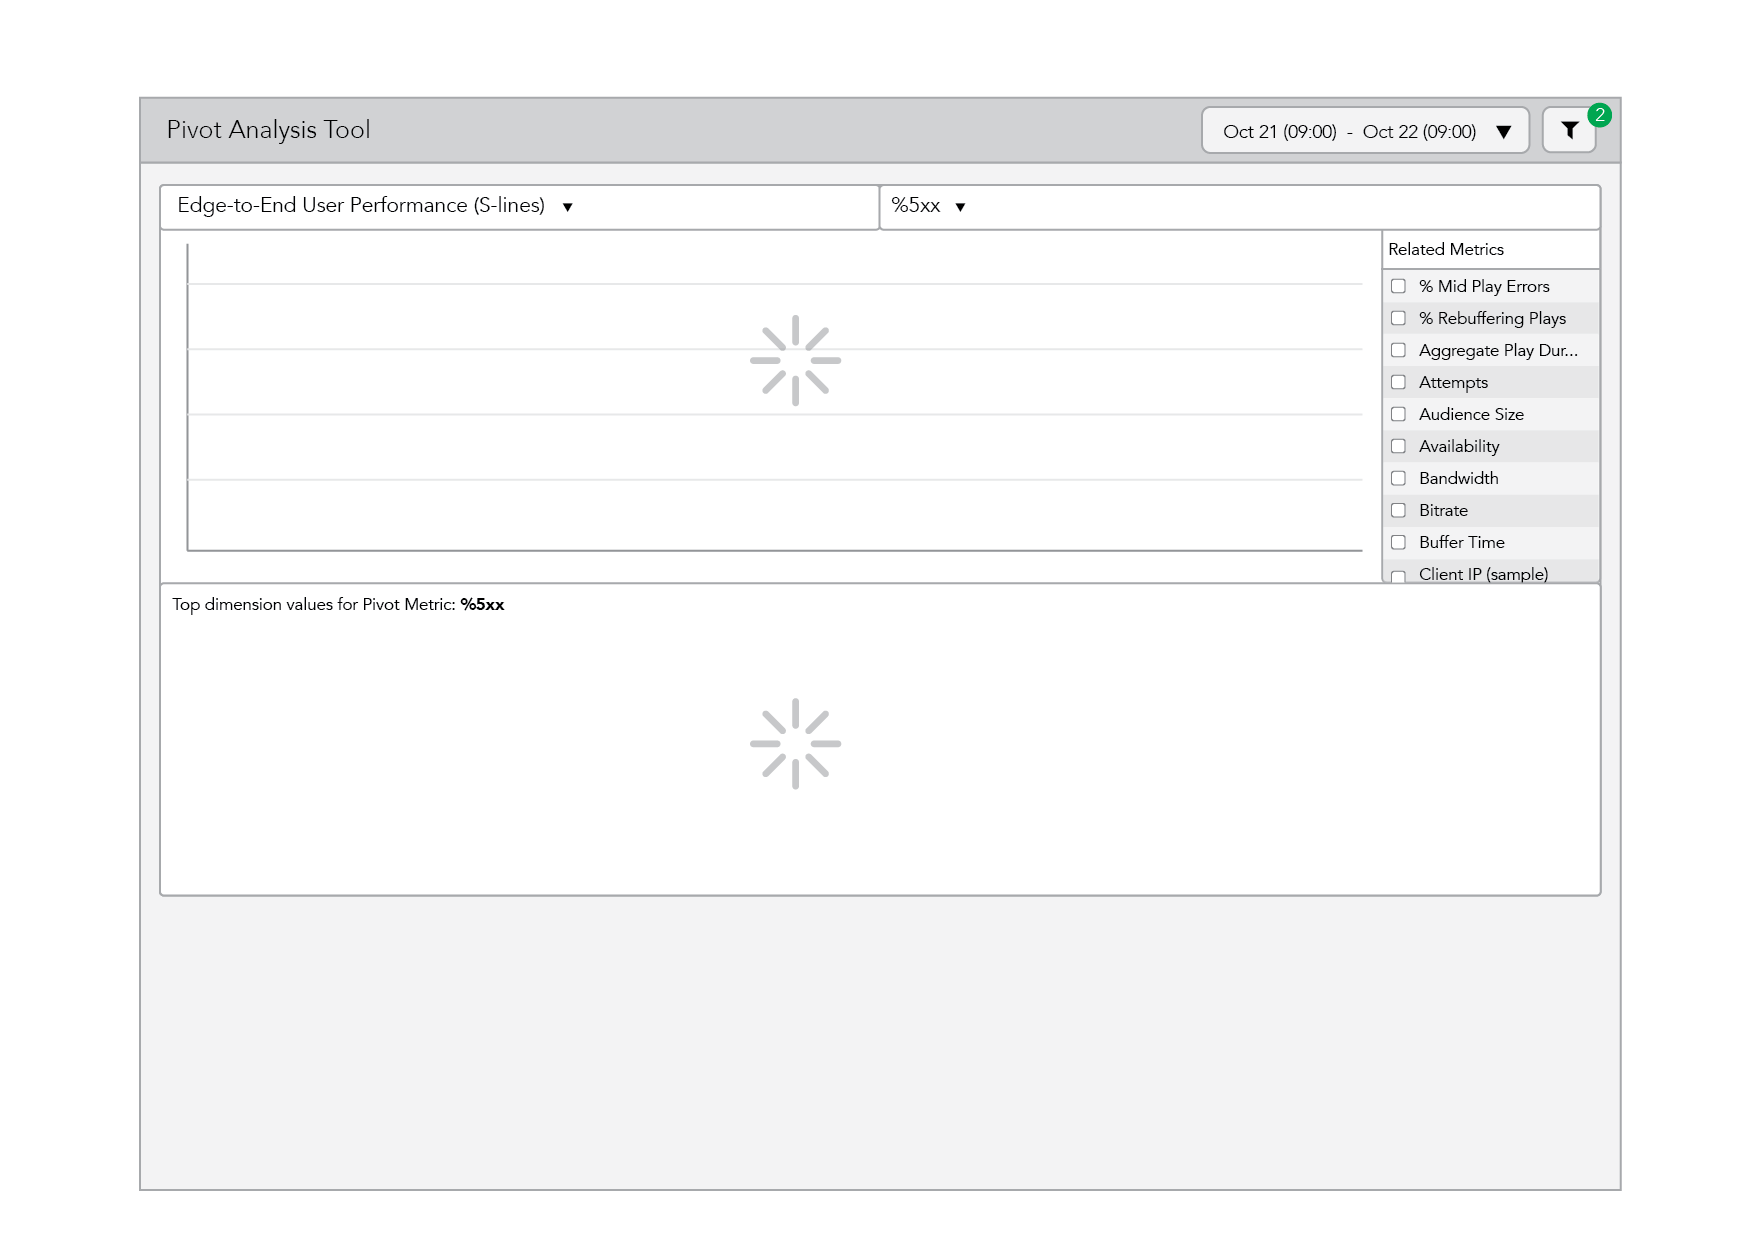 Pivot Analysis Tool
Oct 21 (09:00) - Oct 22 (09:00) ▼
2
Edge-to-End User Performance (S-lines) ▼
%5xx ▼
Related Metrics
% Mid Play Errors
% Rebuffering Plays
Aggregate Play Dur...
Attempts
Audience Size
Availability
Bandwidth
Bitrate
Buffer Time
Client IP (sample)
Top dimension values for Pivot Metric: %5xx